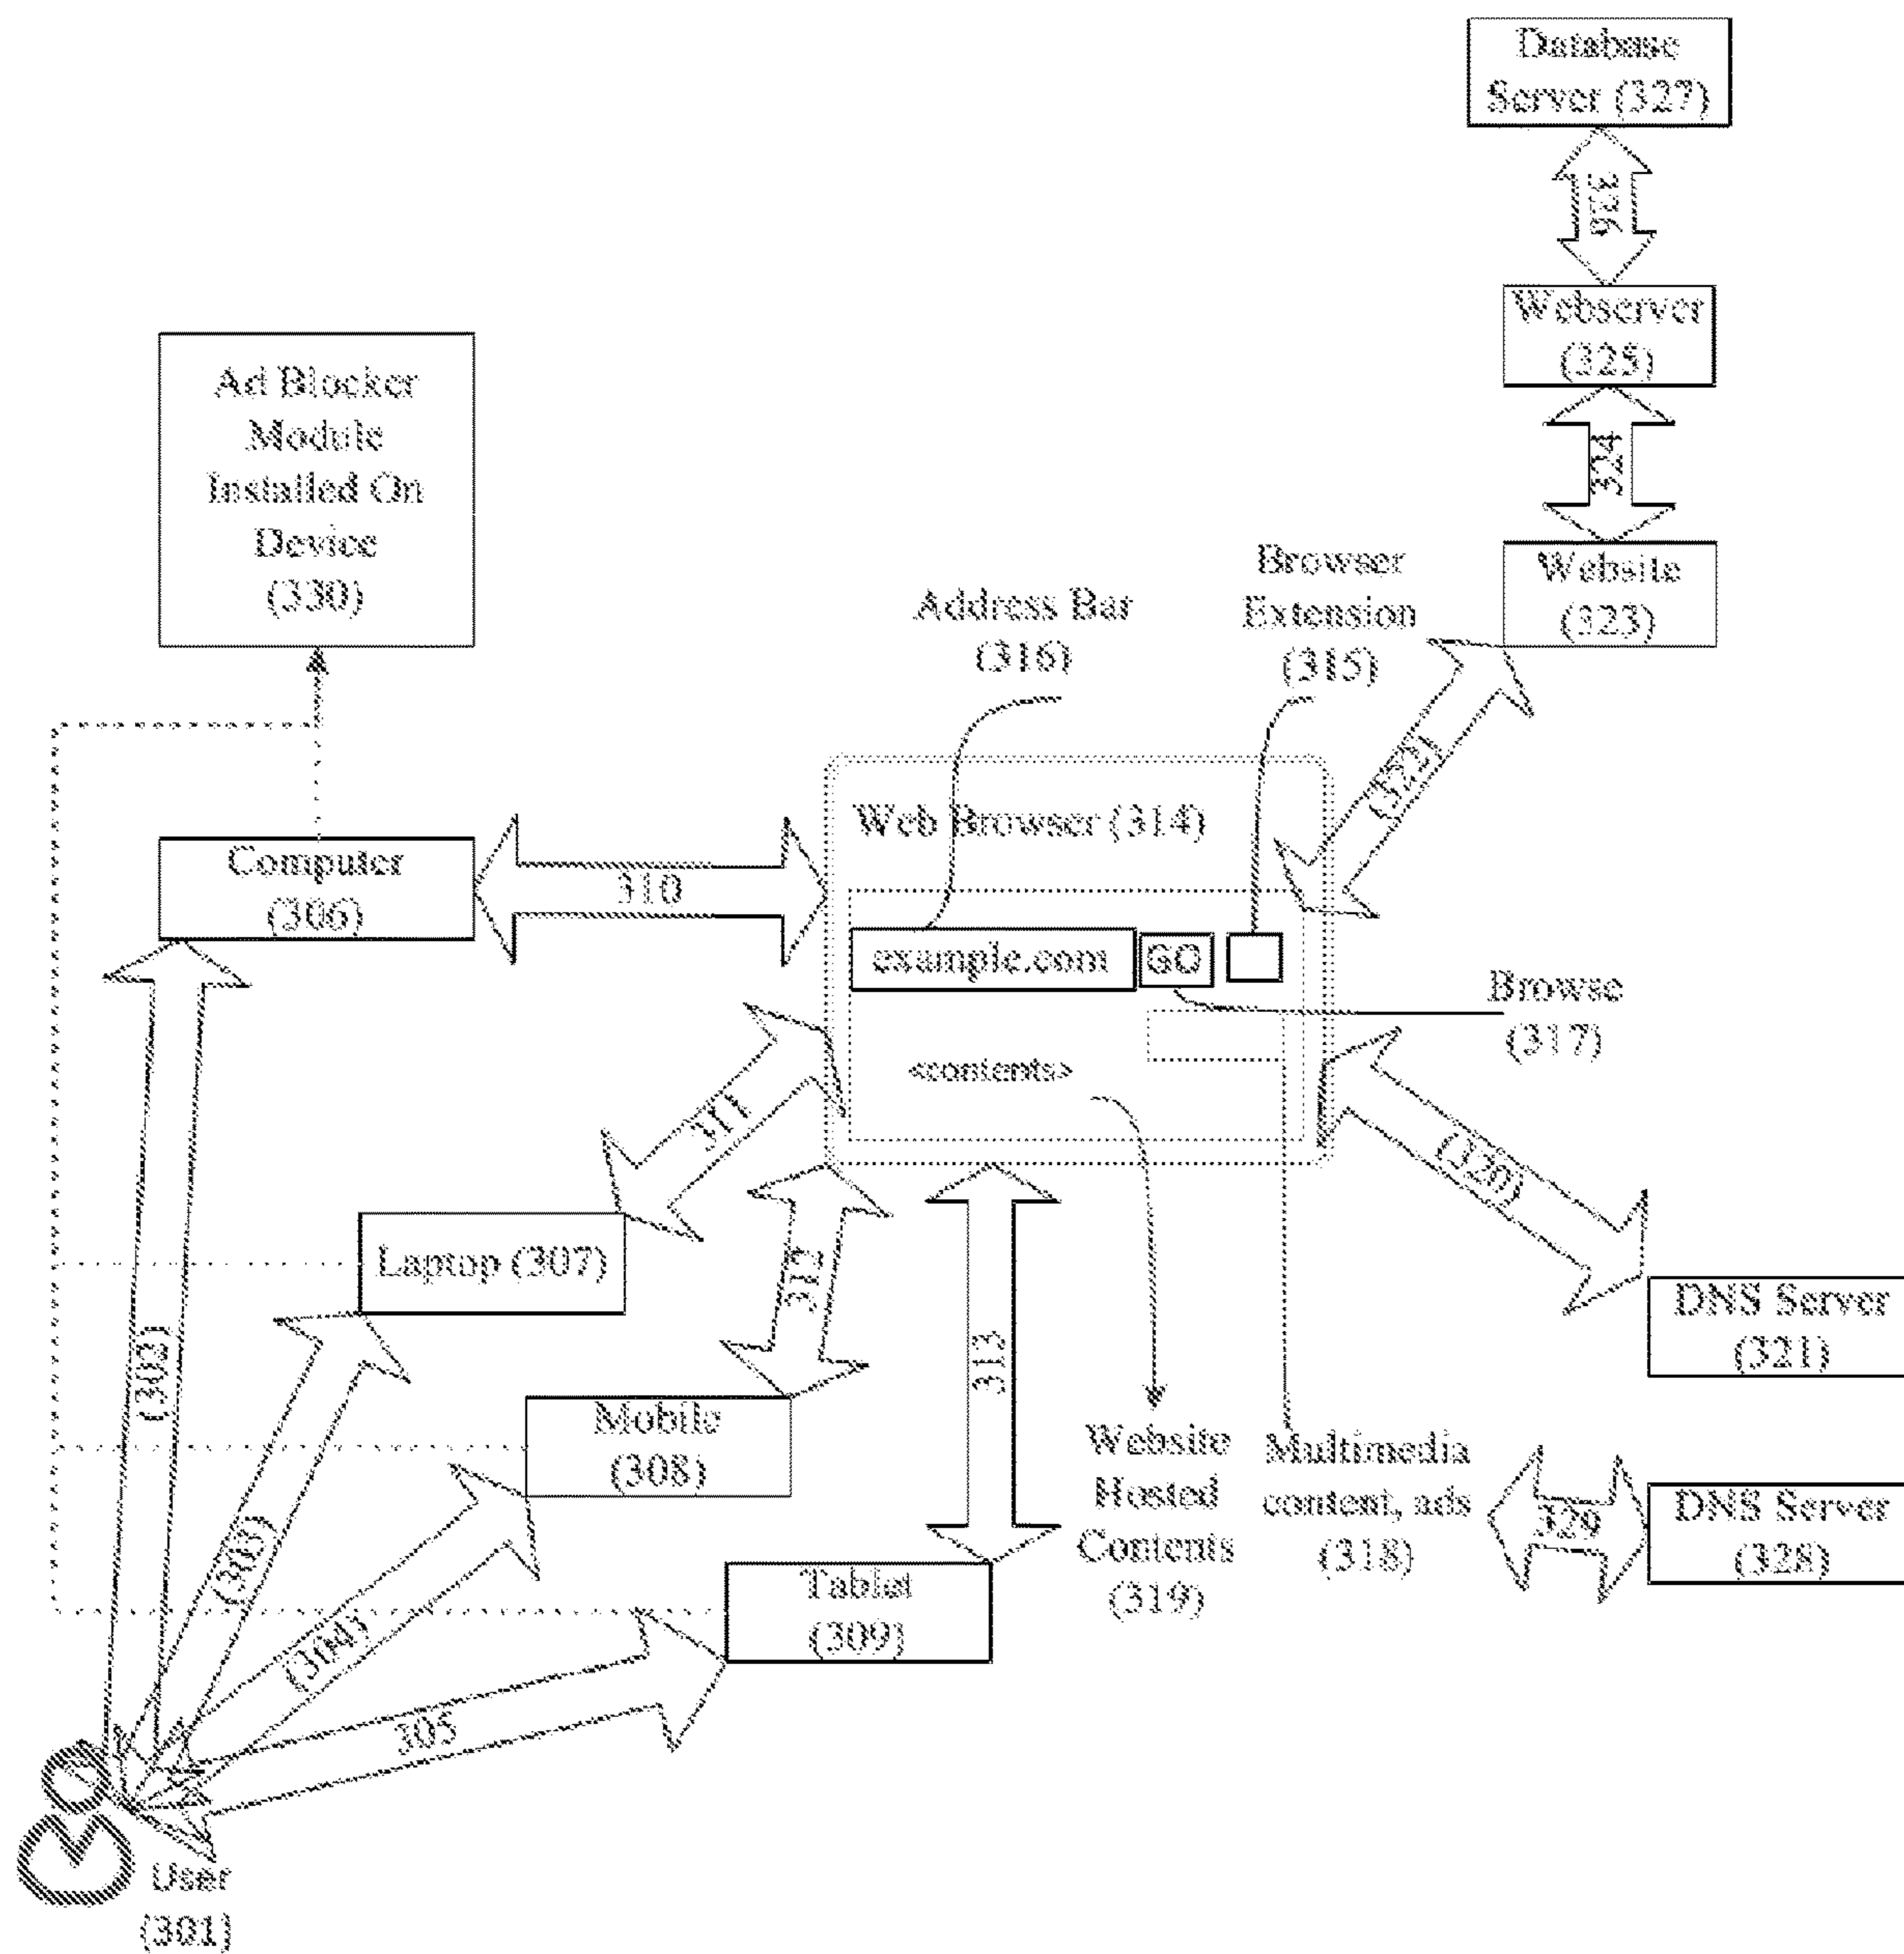 Database
Server (327)
326
Webserver
(325)
324
Website
(323)
Ad Blocker
Module
Installed On
Device
(330)
Address Bar
(316)
Browser
Extension
(315)
(322)
Web Browser (314)
Computer
(306)
310
example.com
GO
Browse
(317)
<contents>
311
(320)
Laptop (307)
312
313
DNS Server
(321)
(302)
Mobile
(308)
Website
Hosted
Contents
(319)
Multimedia
content, ads
(318)
329
DNS Server
(328)
(303)
(304)
Tablet
(309)
305
User
(301)